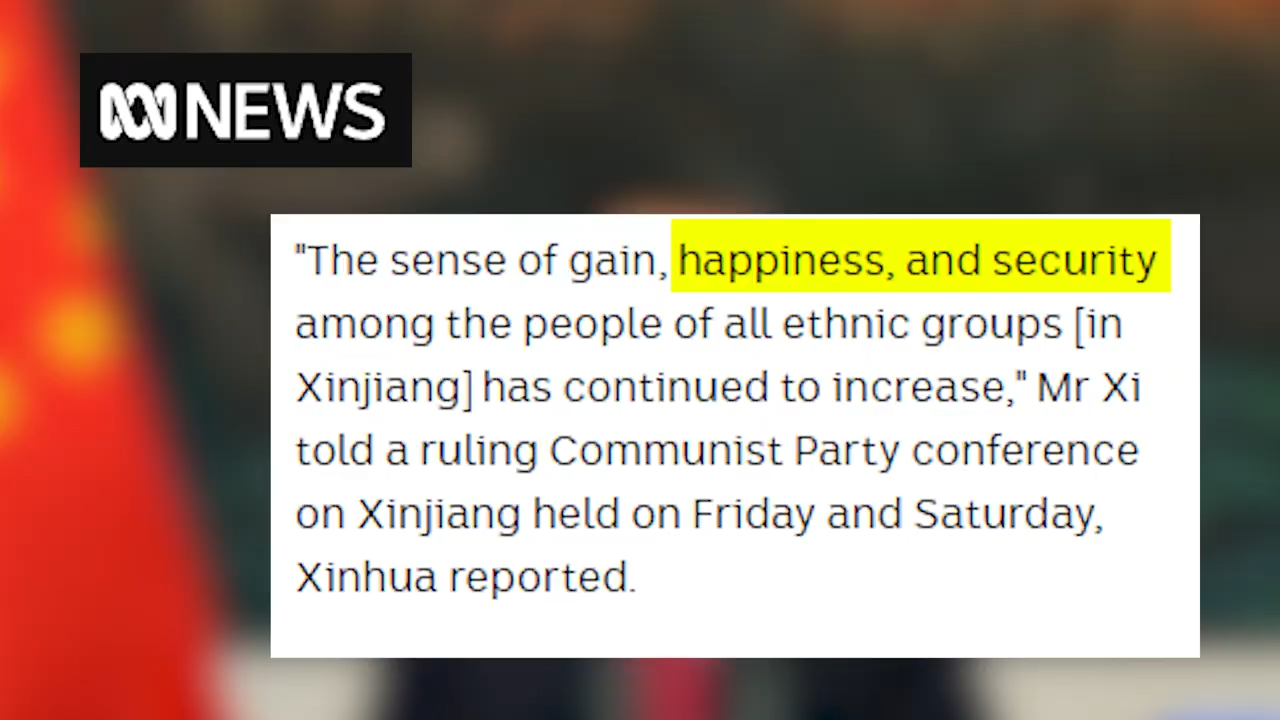 NEWS
"The sense of gain, happiness, and security
among the people of all ethnic groups [in
Xinjiang] has continued to increase," Mr Xi
told a ruling Communist Party conference
on Xinjiang held on Friday and Saturday,
Xinhua reported.